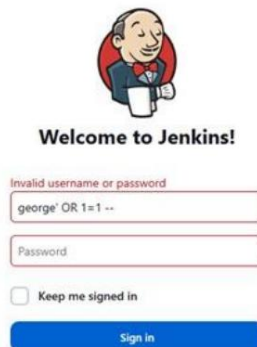 Welcome to Jenkins!
Invalid username or password
george' OR 1=1 --
Password
Keep me signed in
Sign in